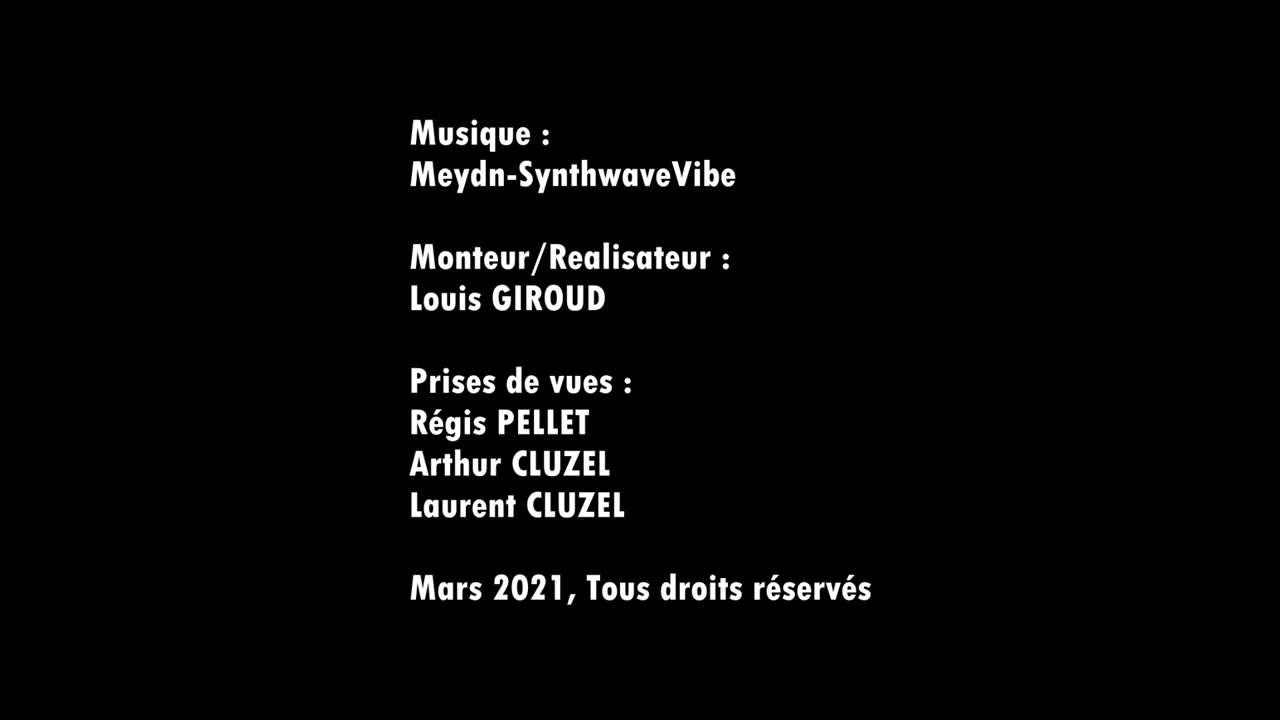 Musique :
Meydn-SynthwaveVibe
Monteur/Realisateur :
Louis GIROUD
Prises de vues :
Régis PELLET
Arthur CLUZEL
Laurent CLUZEL
Mars 2021, Tous droits réservés